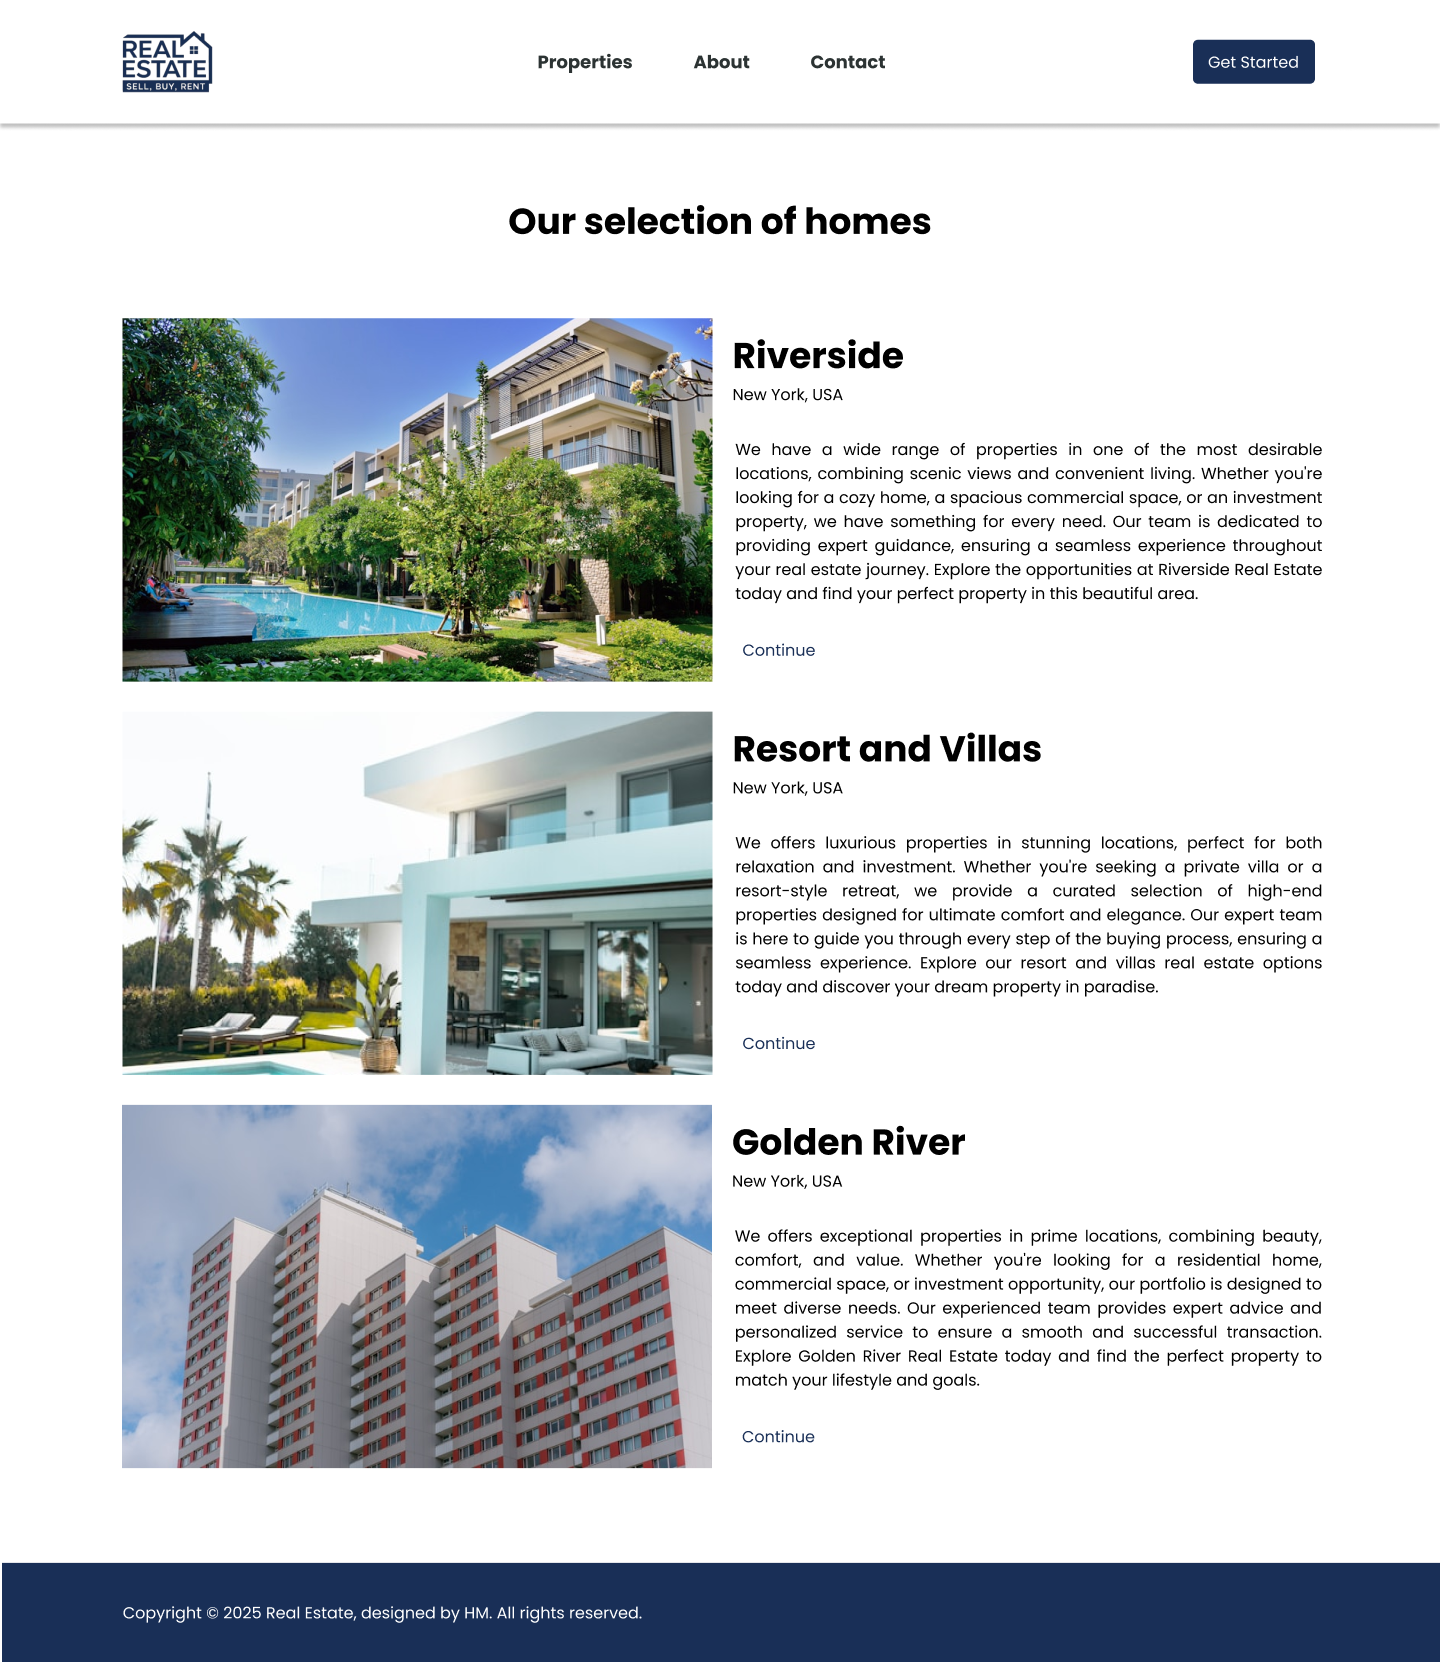 REAL
ESTATE
SELL, BUY, RENT
Properties
About
Contact
Get Started
Our selection of homes
Riverside
New York, USA
We have a wide range of properties in one of the most desirable
locations, combining scenic views and convenient living. Whether you're
looking for a cozy home, a spacious commercial space, or an investment
property, we have something for every need. Our team is dedicated to
providing expert guidance, ensuring a seamless experience throughout
your real estate journey. Explore the opportunities at Riverside Real Estate
today and find your perfect property in this beautiful area.
Continue
Resort and Villas
New York, USA
We offers luxurious properties in stunning locations, perfect for both
relaxation and investment. Whether you're seeking a private villa or a
resort-style retreat, we provide a curated selection of high-end
properties designed for ultimate comfort and elegance. Our expert team
is here to guide you through every step of the buying process, ensuring a
seamless experience. Explore our resort and villas real estate options
today and discover your dream property in paradise.
Continue
Golden River
New York, USA
We offers exceptional properties in prime locations, combining beauty,
comfort, and value. Whether you're looking for a residential home,
commercial space, or investment opportunity, our portfolio is designed to
meet diverse needs. Our experienced team provides expert advice and
personalized service to ensure a smooth and successful transaction.
Explore Golden River Real Estate today and find the perfect property to
match your lifestyle and goals.
Continue
Copyright © 2025 Real Estate, designed by HM. All rights reserved.